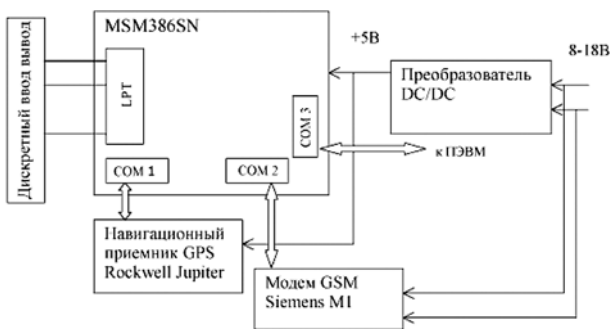 MSM386SN
Дискретный ввод вывод
LPT
COM 3
COM 1
COM 2
+5В
8-18В
Преобразователь
DC/DC
к ПЭВМ
Навигационный
приемник GPS
Rockwell Jupiter
Модем GSM
Siemens M1